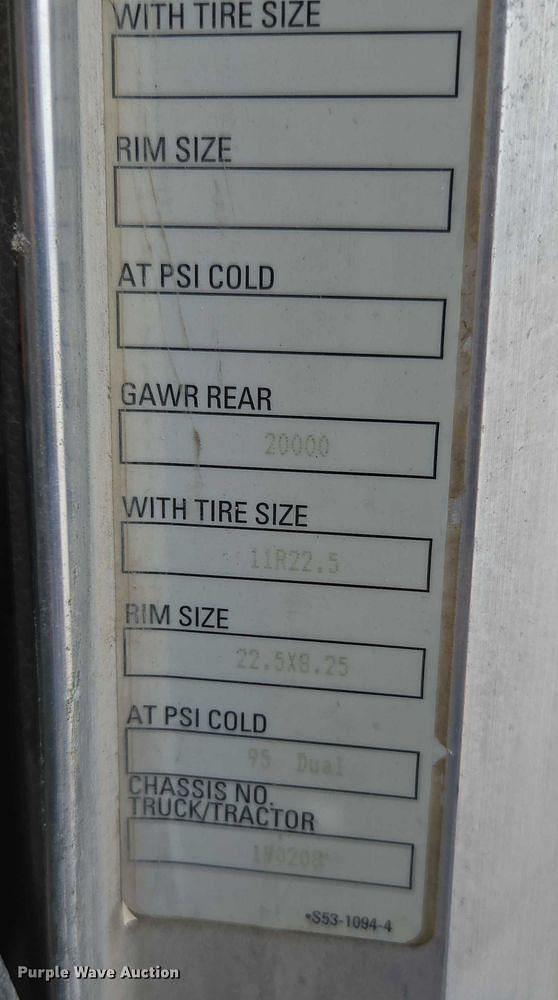 WITH TIRE SIZE
RIM SIZE
AT PSI COLD
GAWR REAR
20000
WITH TIRE SIZE
11R22.5
RIM SIZE
22.5X8.25
AT PSI COLD
95 Dual
CHASSIS NO.
TRUCK/TRACTOR
•S53-1094-4
Purple Wave Auction